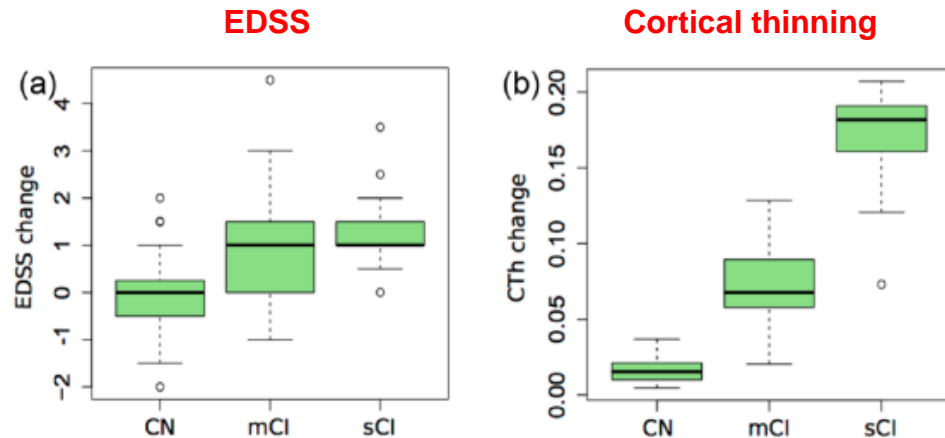 EDSS
Cortical thinning
(a)
EDSS change
4
3
2
1
0
-1
-2
CN
mCI
sCI
(b)
CTh change
0.20
0.15
0.10
0.05
0.00
CN
mCI
sCI